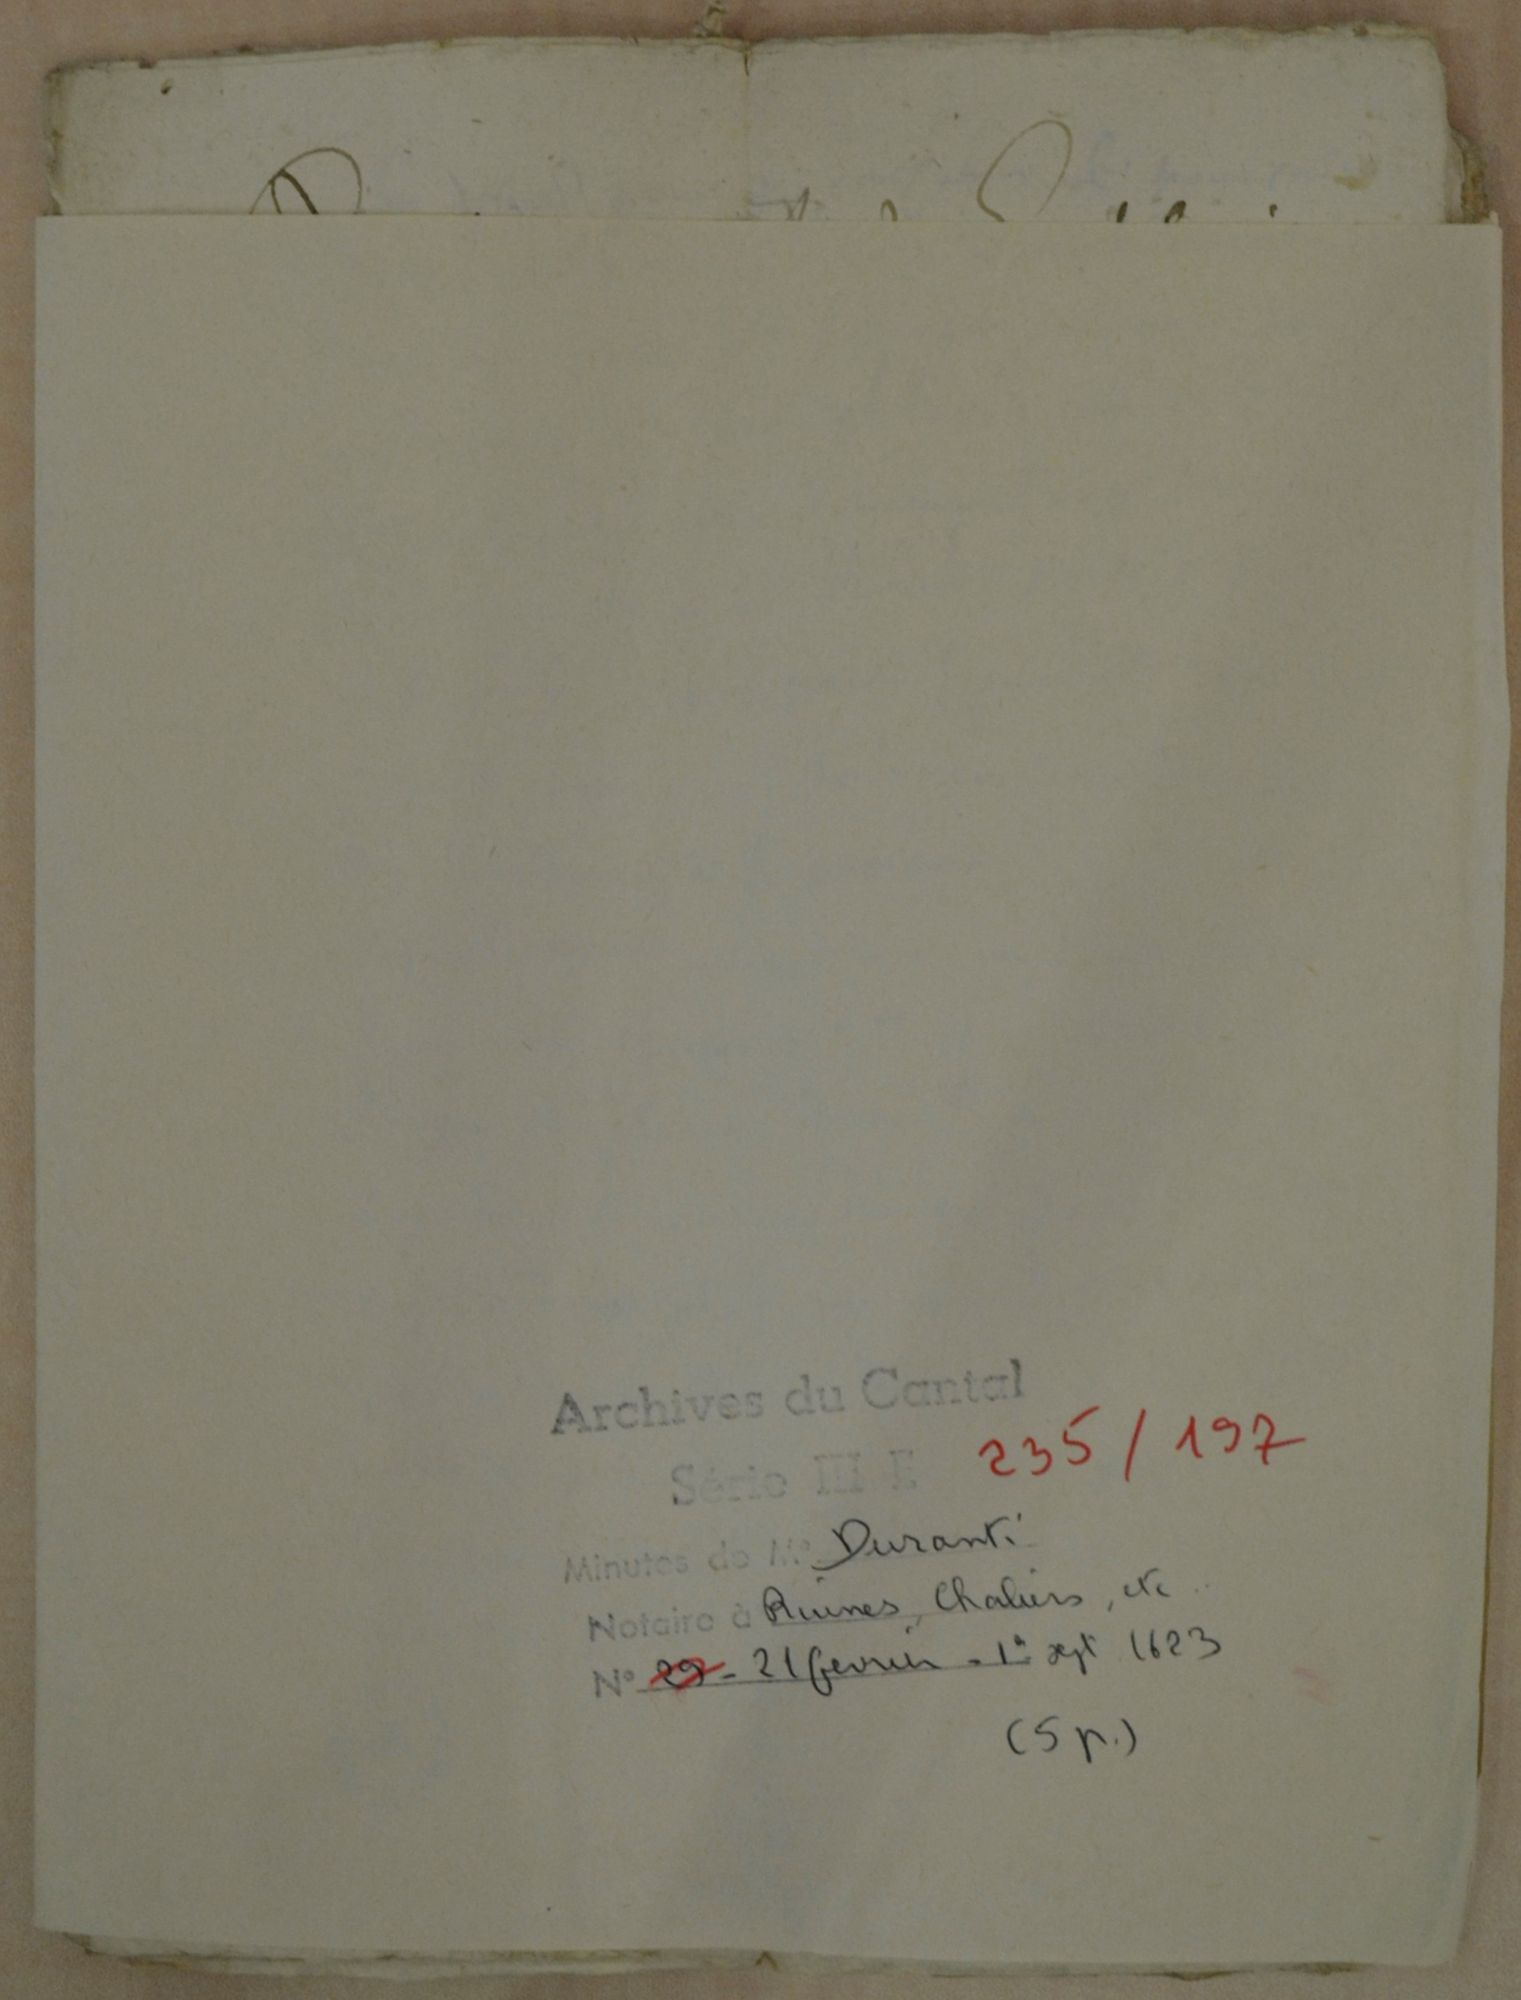 Archives du Cantal
Série III E 235/197
Minutes de Me Duranti
Notaire à Ruines, Chaliers, etc..
N° 29 - 21 fevrier - 1er sept 1623
(5 p.)